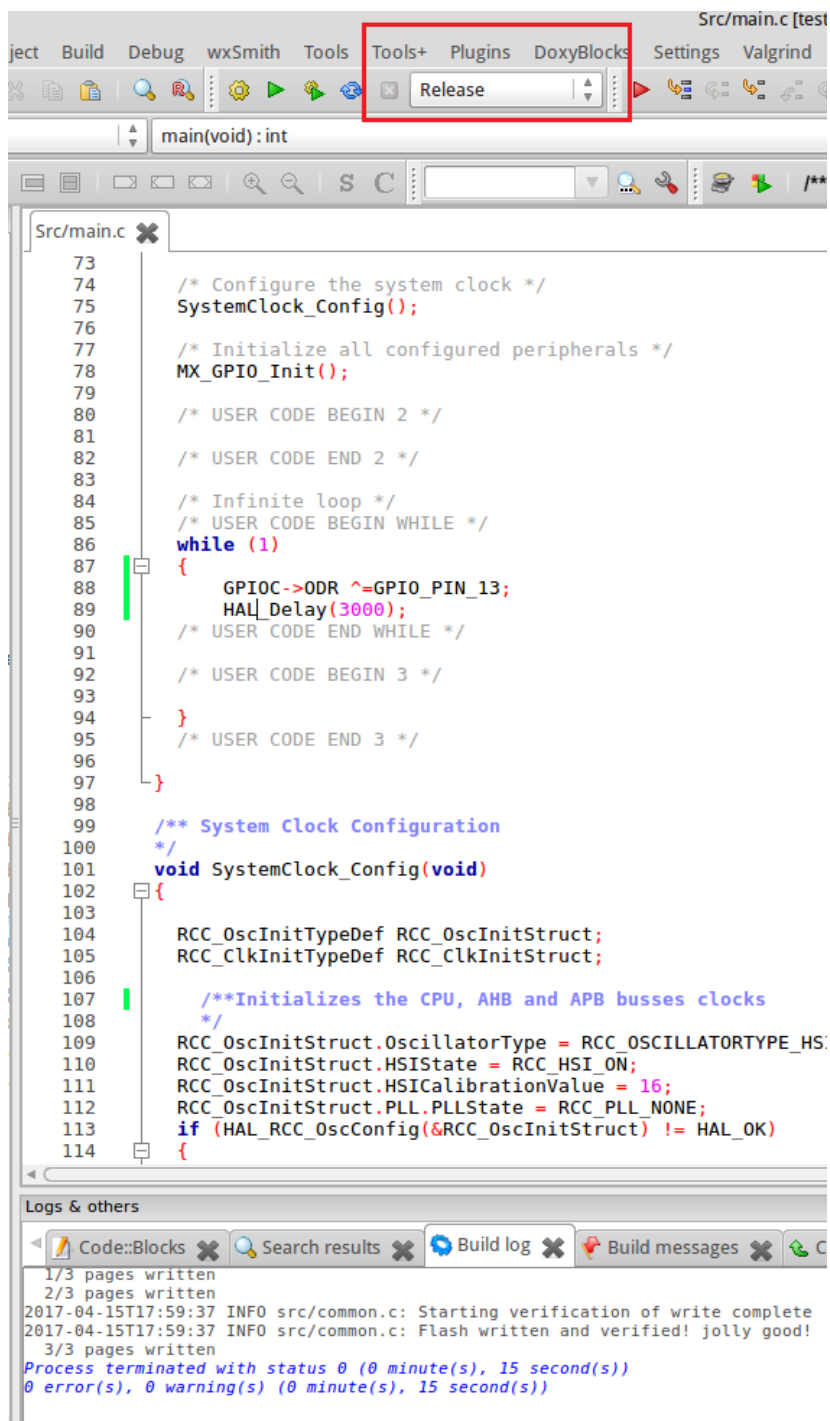 Src/main.c [test
ject Build Debug wxSmith Tools Tools+ Plugins DoxyBlocks Settings Valgrind
Release
main(void) : int
S C /**
Src/main.c
73
74 /* Configure the system clock */
75 SystemClock_Config();
76
77 /* Initialize all configured peripherals */
78 MX_GPIO_Init();
79
80 /* USER CODE BEGIN 2 */
81
82 /* USER CODE END 2 */
83
84 /* Infinite loop */
85 /* USER CODE BEGIN WHILE */
86 while (1)
87 {
88 GPIOC->ODR ^=GPIO_PIN_13;
89 HAL_Delay(3000);
90 /* USER CODE END WHILE */
91
92 /* USER CODE BEGIN 3 */
93
94 }
95 /* USER CODE END 3 */
96
97 }
98
99 /** System Clock Configuration
100 */
101 void SystemClock_Config(void)
102 {
103
104 RCC_OscInitTypeDef RCC_OscInitStruct;
105 RCC_ClkInitTypeDef RCC_ClkInitStruct;
106
107 /**Initializes the CPU, AHB and APB busses clocks
108 */
109 RCC_OscInitStruct.OscillatorType = RCC_OSCILLATORTYPE_HSI
110 RCC_OscInitStruct.HSIState = RCC_HSI_ON;
111 RCC_OscInitStruct.HSICalibrationValue = 16;
112 RCC_OscInitStruct.PLL.PLLState = RCC_PLL_NONE;
113 if (HAL_RCC_OscConfig(&RCC_OscInitStruct) != HAL_OK)
114 {
Logs & others
Code::Blocks Search results Build log Build messages C
1/3 pages written
2/3 pages written
2017-04-15T17:59:37 INFO src/common.c: Starting verification of write complete
2017-04-15T17:59:37 INFO src/common.c: Flash written and verified! jolly good!
3/3 pages written
Process terminated with status 0 (0 minute(s), 15 second(s))
0 error(s), 0 warning(s) (0 minute(s), 15 second(s))